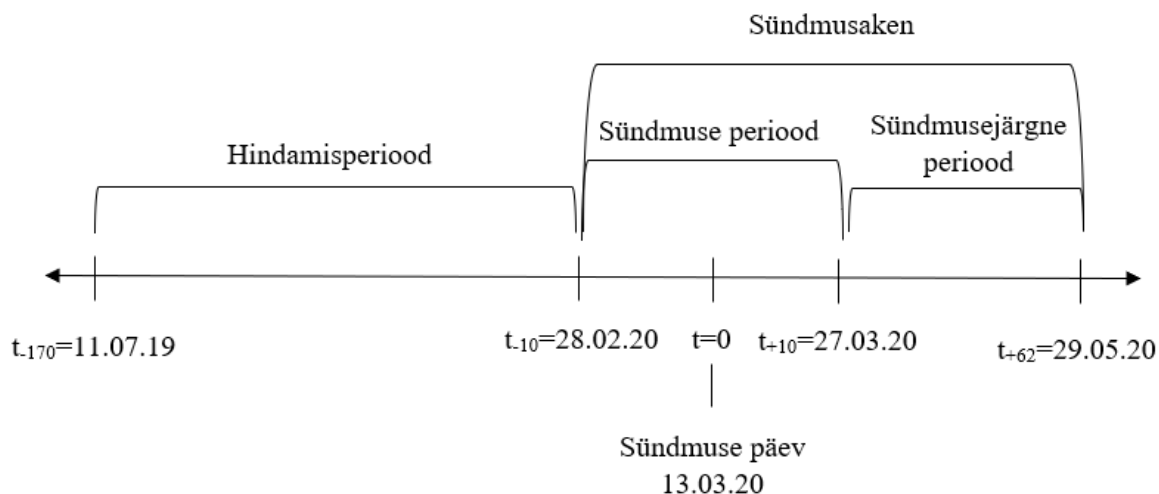 Sündmusaken
Sündmuse periood
Sündmusejärgne
periood
Hindamisperiood
t₋₁₇₀=11.07.19
t₋₁₀=28.02.20
t=0
t₊₁₀=27.03.20
t₊₆₂=29.05.20
Sündmuse päev
13.03.20